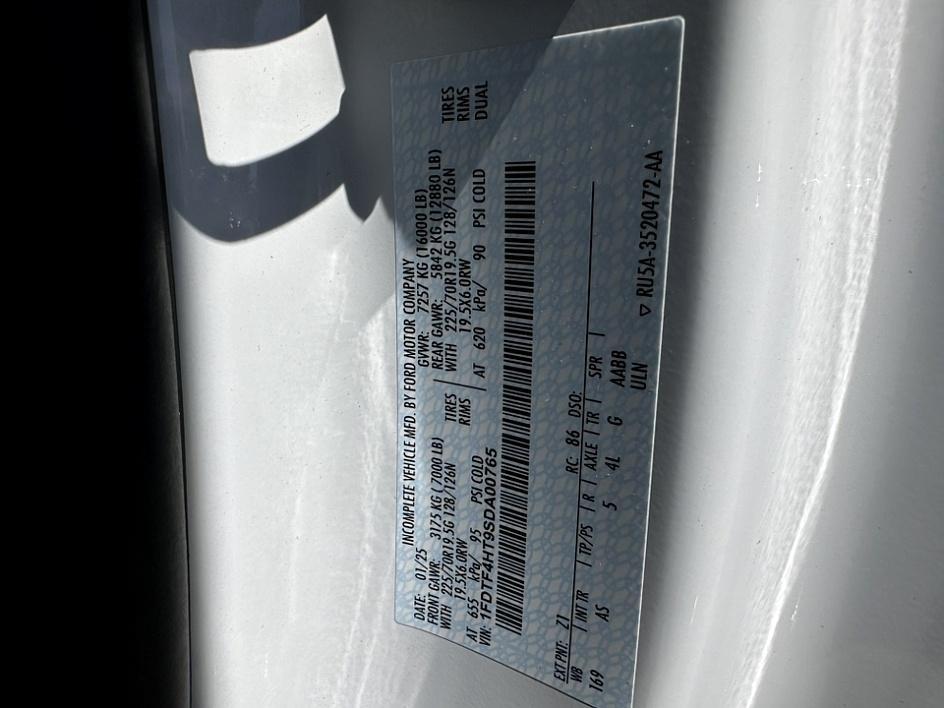 INCOMPLETE VEHICLE MFD. BY FORD MOTOR COMPANY
DATE: 01/25 GVWR: 7257 KG (16000 LB)
FRONT GAWR: 3175 KG (7000 LB) REAR GAWR: 5842 KG (12880 LB)
WITH 225/70R19.5G 128/126N TIRES WITH 225/70R19.5G 128/126N TIRES
19.5X6.0RW RIMS 19.5X6.0RW RIMS
AT 655 kPa/ 95 PSI COLD AT 620 kPa/ 90 PSI COLD DUAL
VIN: 1FDTF4HT9SDA00765
EXT PNT: Z1 RC: 86 DSO:
WB INT TR TP/PS R AXLE TR SPR
169 AS 5 4L G AABB
ULN
▽ RU5A-3520472-AA